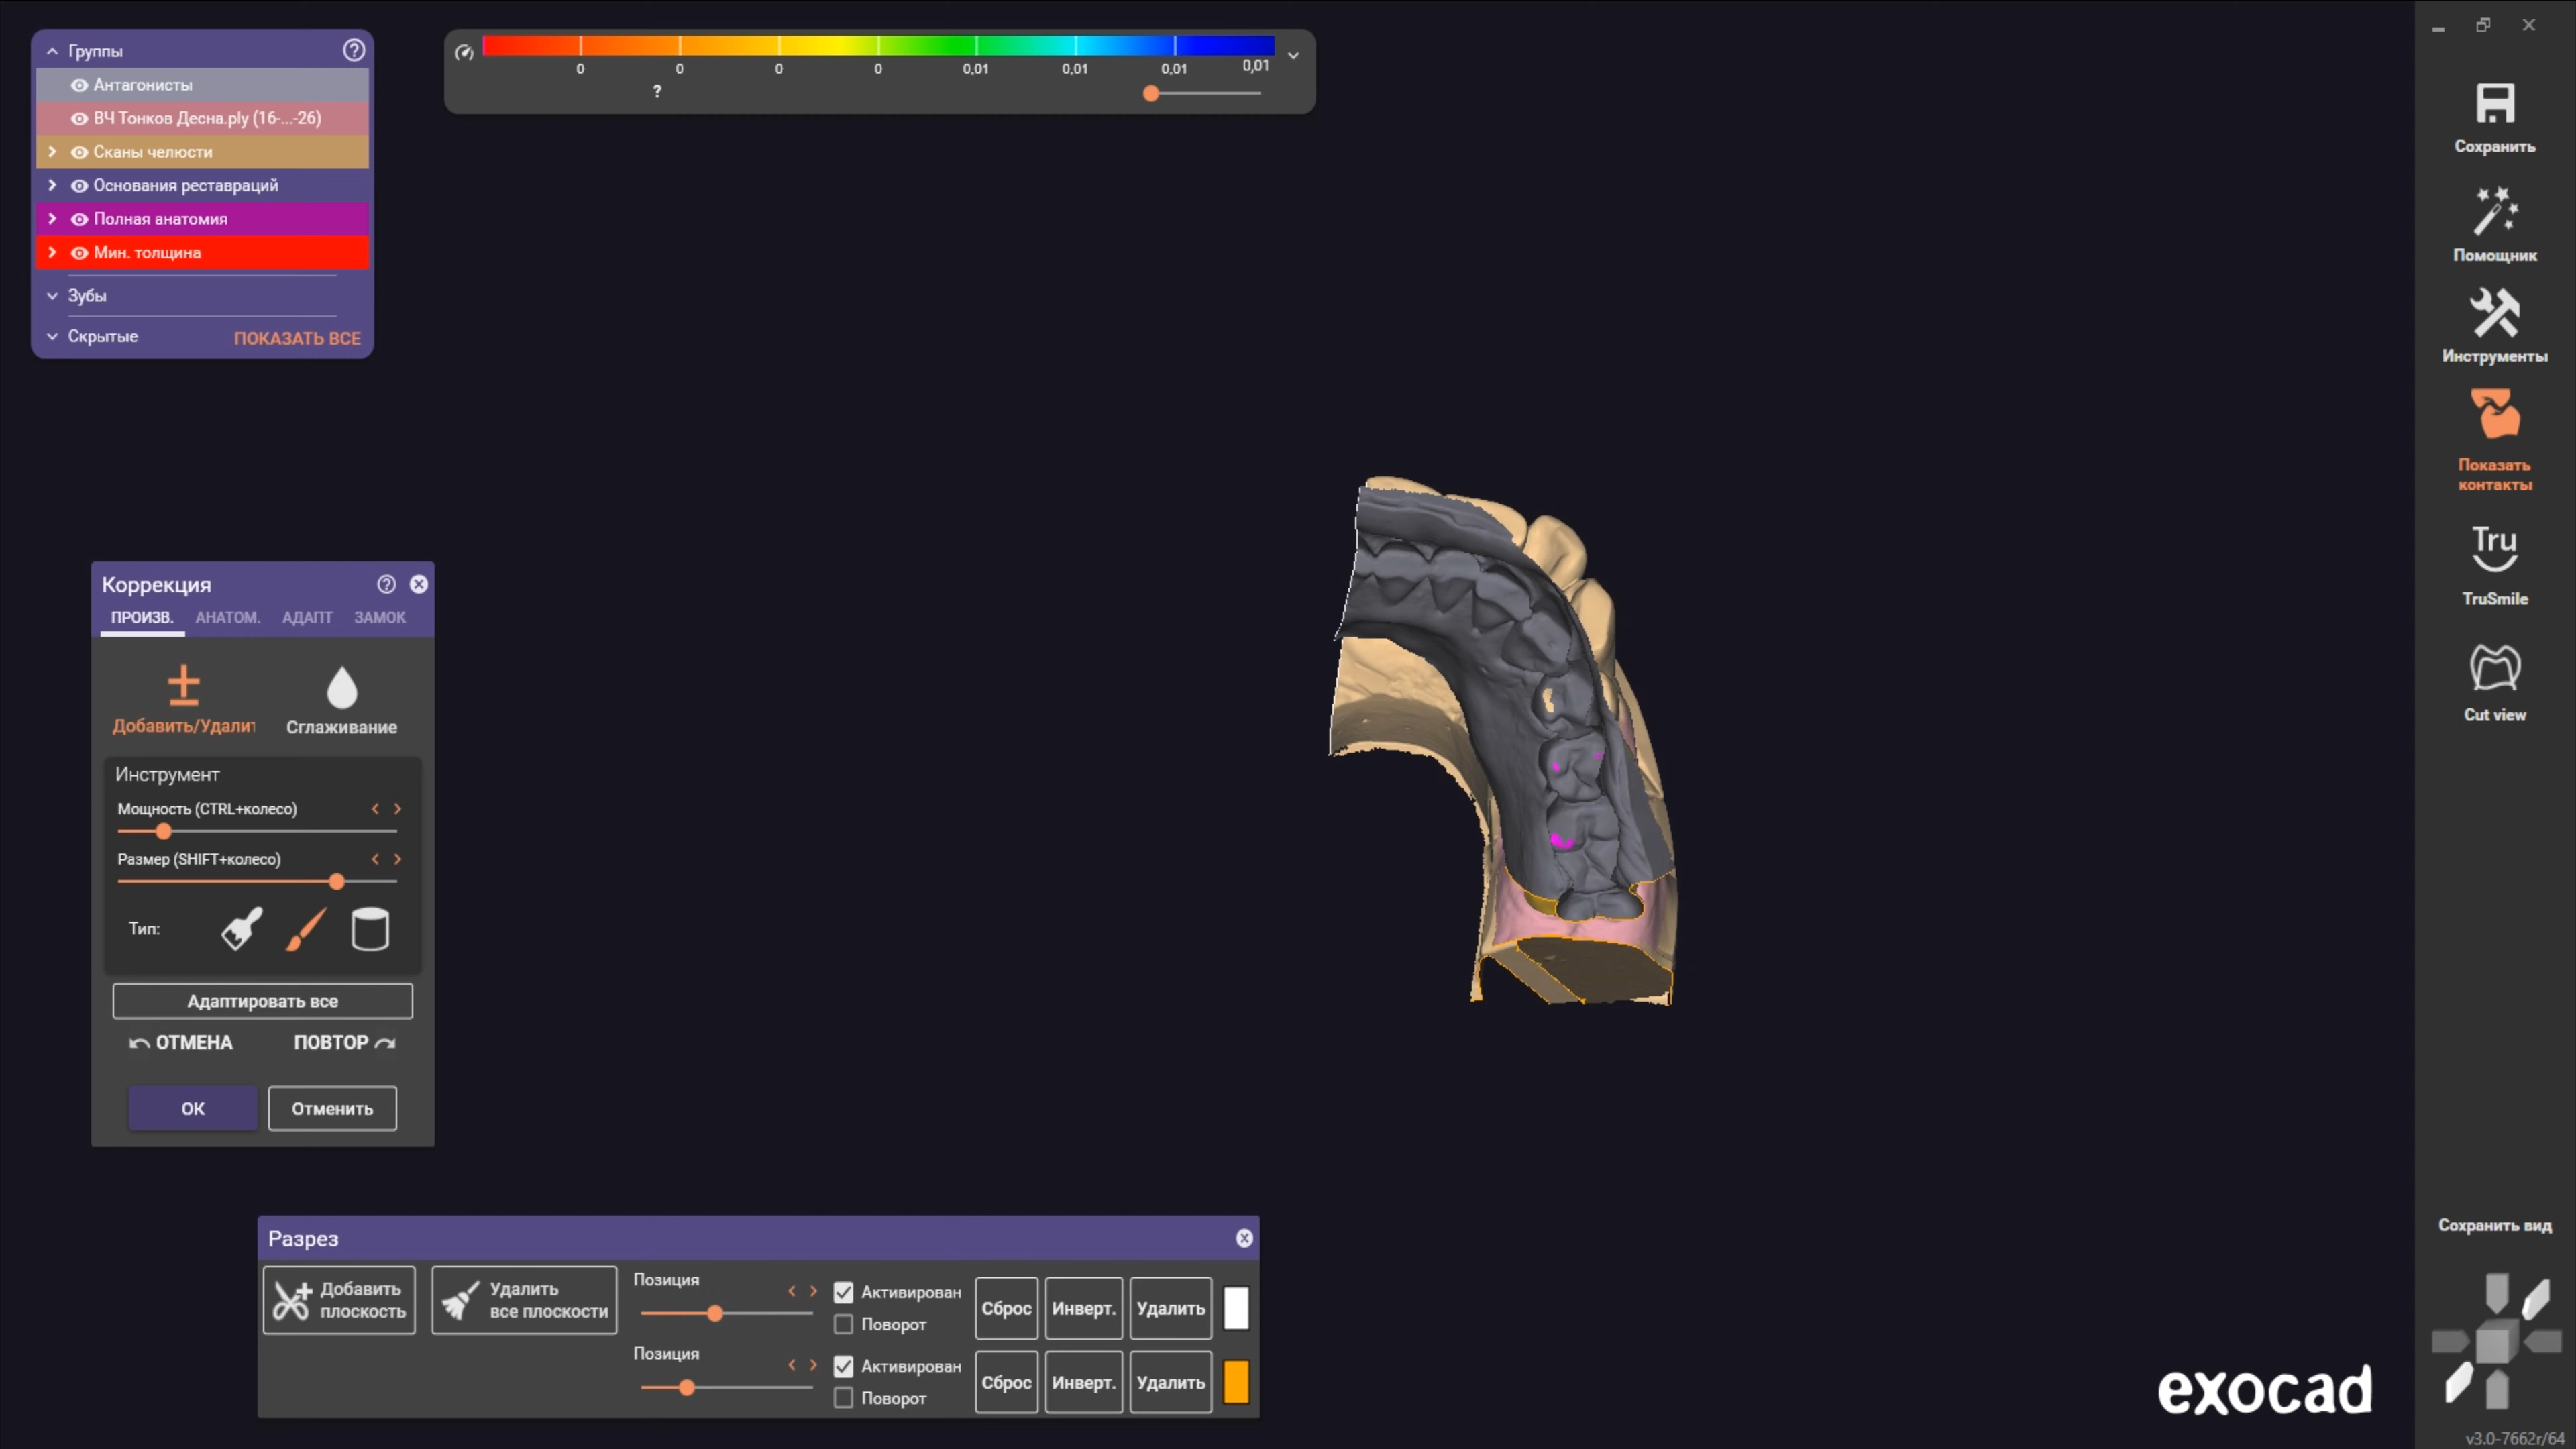 Группы
Антагонисты
ВЧ Тонков Десна.ply (16-...-26)
Сканы челюсти
Основания реставраций
Полная анатомия
Мин. толщина
Зубы
Скрытые ПОКАЗАТЬ ВСЕ
0 0 0 0 0,01 0,01 0,01 0,01
?
Коррекция
ПРОИЗВ. АНАТОМ. АДАПТ ЗАМОК
Добавить/Удалит Сглаживание
Инструмент
Мощность (CTRL+колесо)
Размер (SHIFT+колесо)
Тип:
Адаптировать все
ОТМЕНА ПОВТОР
OK Отменить
Разрез
Добавить
плоскость
Удалить
все плоскости
Позиция
Активирован
Поворот
Сброс Инверт. Удалить
Позиция
Активирован
Поворот
Сброс Инверт. Удалить
Сохранить
Помощник
Инструменты
Показать
контакты
Tru
TruSmile
Cut view
Сохранить вид
exocad
v3.0-7662r/64